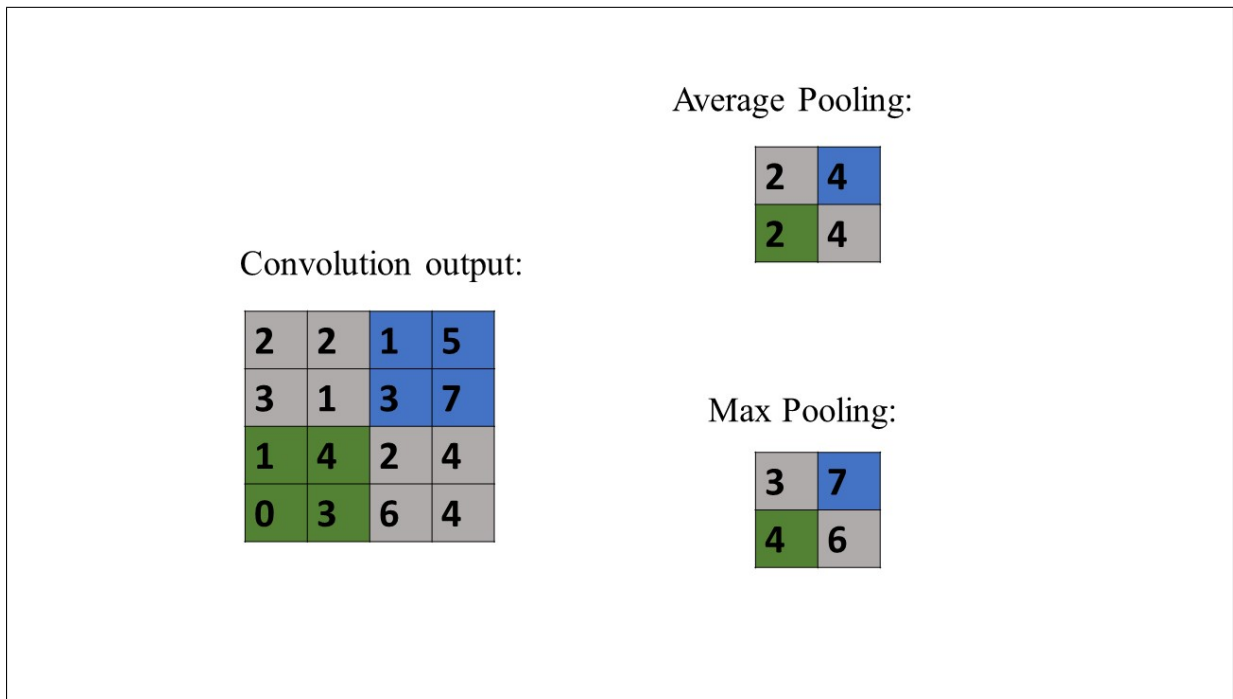 Average Pooling:
2 4
2 4
Convolution output:
2 2 1 5
3 1 3 7
1 4 2 4
0 3 6 4
Max Pooling:
3 7
4 6